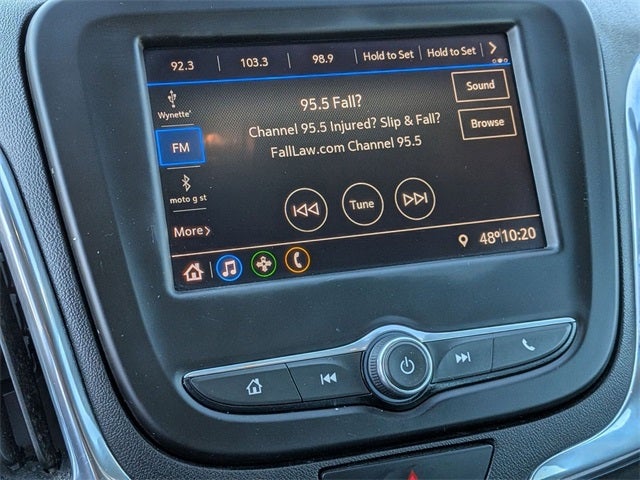 92.3 103.3 98.9 Hold to Set Hold to Set
Wynette'
FM
moto g st
More
95.5 Fall?
Channel 95.5 Injured? Slip & Fall?
FallLaw.com Channel 95.5
Tune
Sound
Browse
48° 10:20